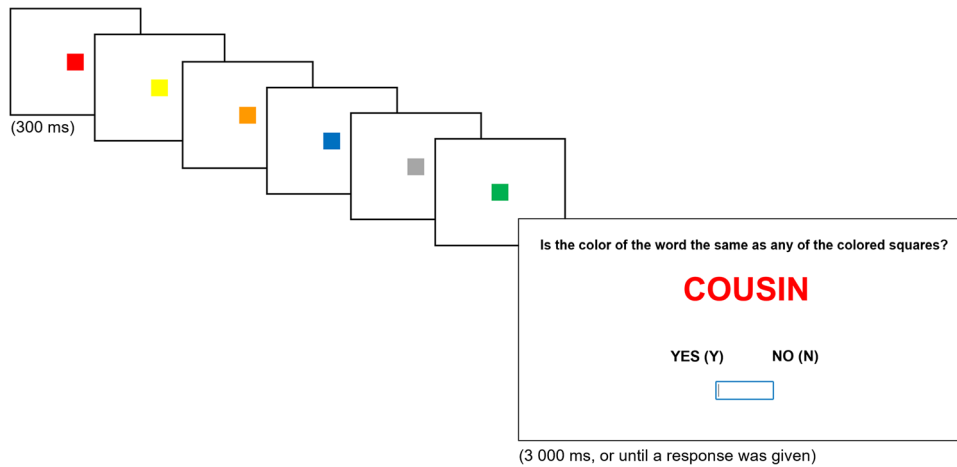 (300 ms)
Is the color of the word the same as any of the colored squares?
COUSIN
YES (Y) NO (N)
(3 000 ms, or until a response was given)